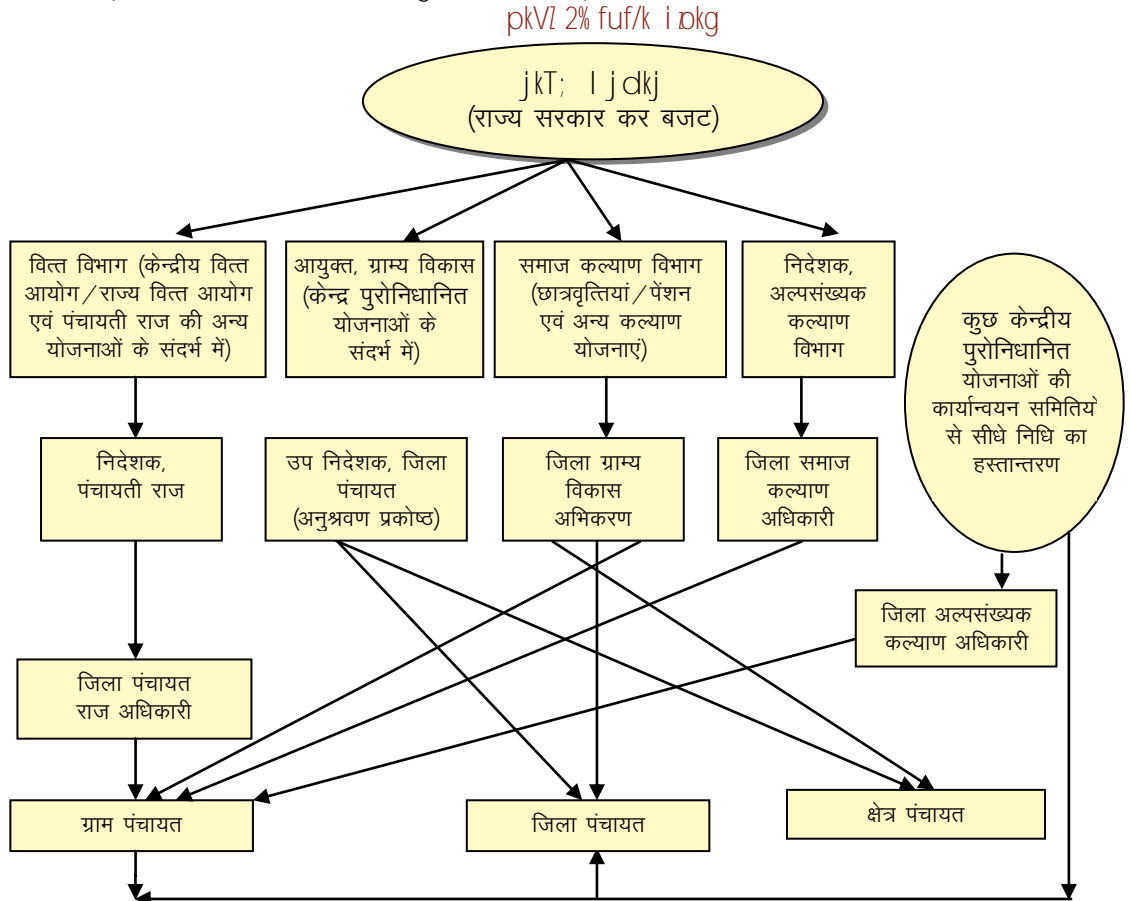 pkVZ 2% fuf/k izokg
jkT; ljdkj
(राज्य सरकार कर बजट)
वित्त विभाग (केन्द्रीय वित्त
आयोग/राज्य वित्त आयोग
एवं पंचायती राज की अन्य
योजनाओं के संदर्भ में)
आयुक्त, ग्राम्य विकास
(केन्द्र पुरोनिधानित
योजनाओं के
संदर्भ में)
समाज कल्याण विभाग
(छात्रवृत्तियां/पेंशन
एवं अन्य कल्याण
योजनाएं)
निदेशक,
अल्पसंख्यक
कल्याण
विभाग
कुछ केन्द्रीय
पुरोनिधानित
योजनाओं की
कार्यान्वयन समितियों
से सीधे निधि का
हस्तान्तरण
निदेशक,
पंचायती राज
उप निदेशक, जिला
पंचायत
(अनुश्रवण प्रकोष्ठ)
जिला ग्राम्य
विकास
अभिकरण
जिला समाज
कल्याण
अधिकारी
जिला अल्पसंख्यक
कल्याण अधिकारी
जिला पंचायत
राज अधिकारी
ग्राम पंचायत
जिला पंचायत
क्षेत्र पंचायत